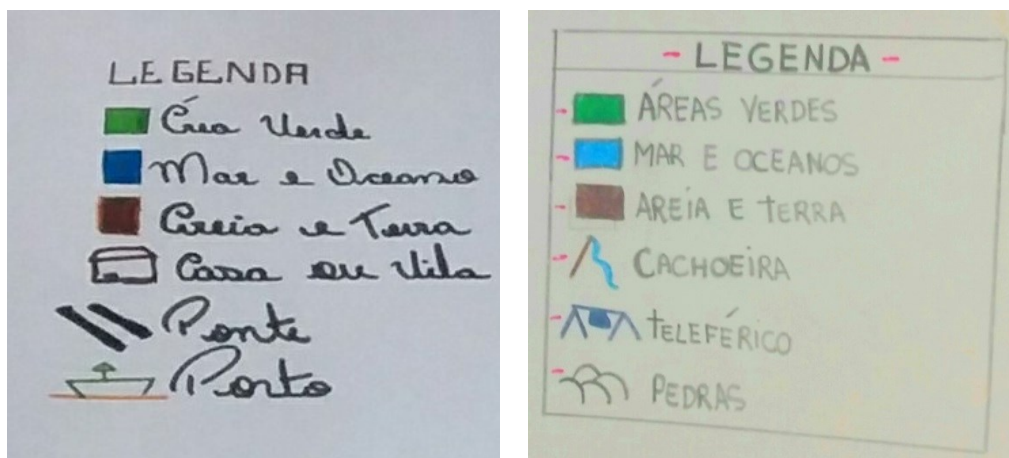 LEGENDA
Área Verde
Mar e Oceano
Areia e Terra
Casa ou Vila
Ponte
Porto
- LEGENDA -
ÁREAS VERDES
MAR E OCEANOS
AREIA E TERRA
CACHOEIRA
TELEFÉRICO
PEDRAS